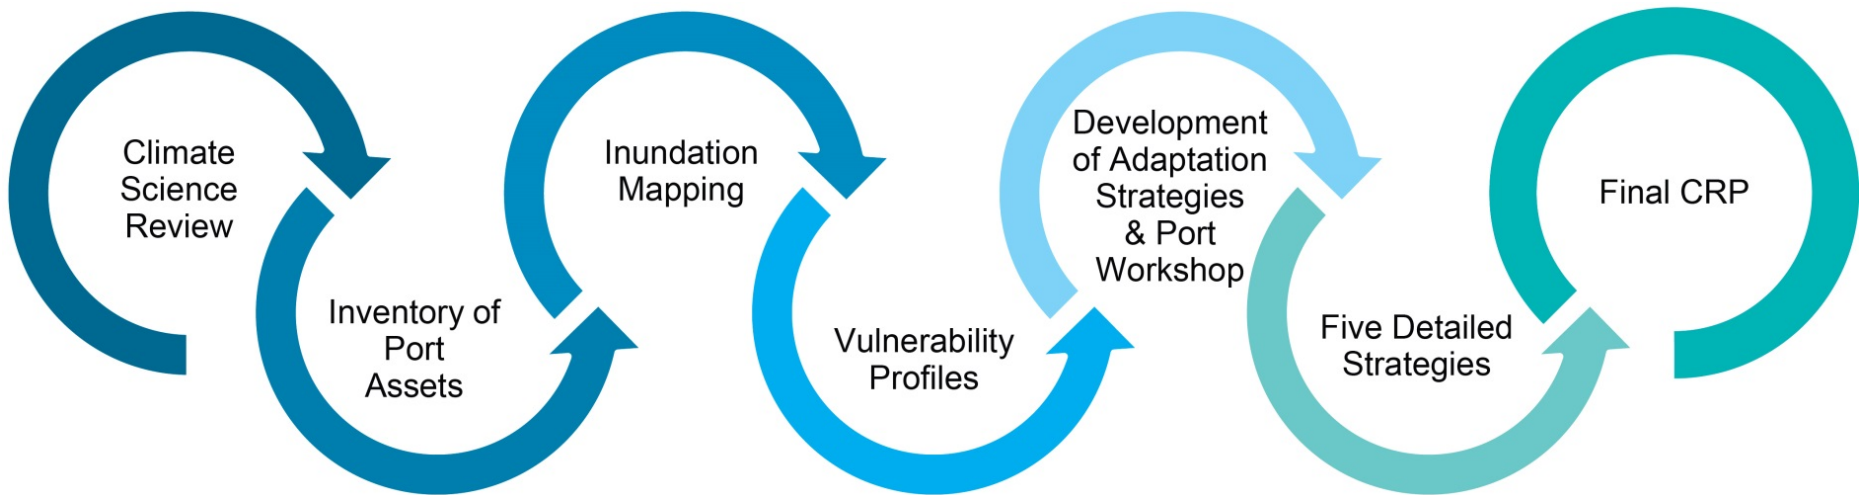 Climate
Science
Review
Inventory of
Port
Assets
Inundation
Mapping
Vulnerability
Profiles
Development
of Adaptation
Strategies
& Port
Workshop
Five Detailed
Strategies
Final CRP